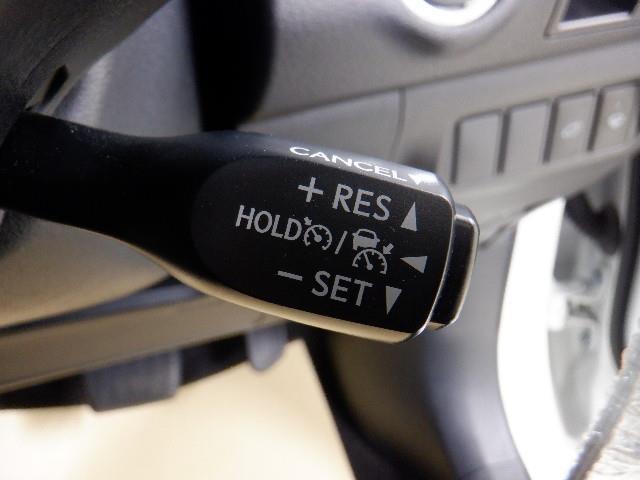 CANCEL
+ RES
HOLD /
- SET